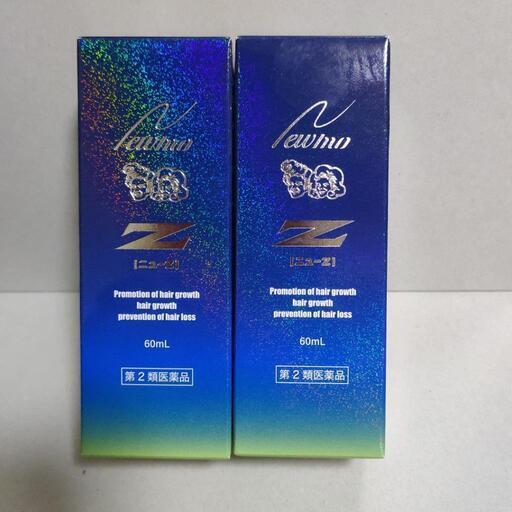 Newmo
Z
[ニューZ]
Promotion of hair growth
hair growth
prevention of hair loss
60mL
第2類医薬品
Newmo
Z
[ニューZ]
Promotion of hair growth
hair growth
prevention of hair loss
60mL
第2類医薬品